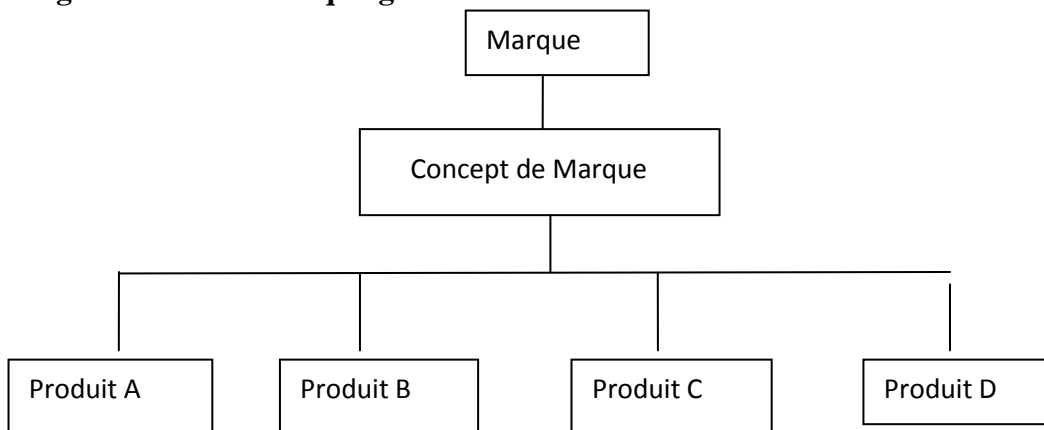 Marque
Concept de Marque
Produit A
Produit B
Produit C
Produit D